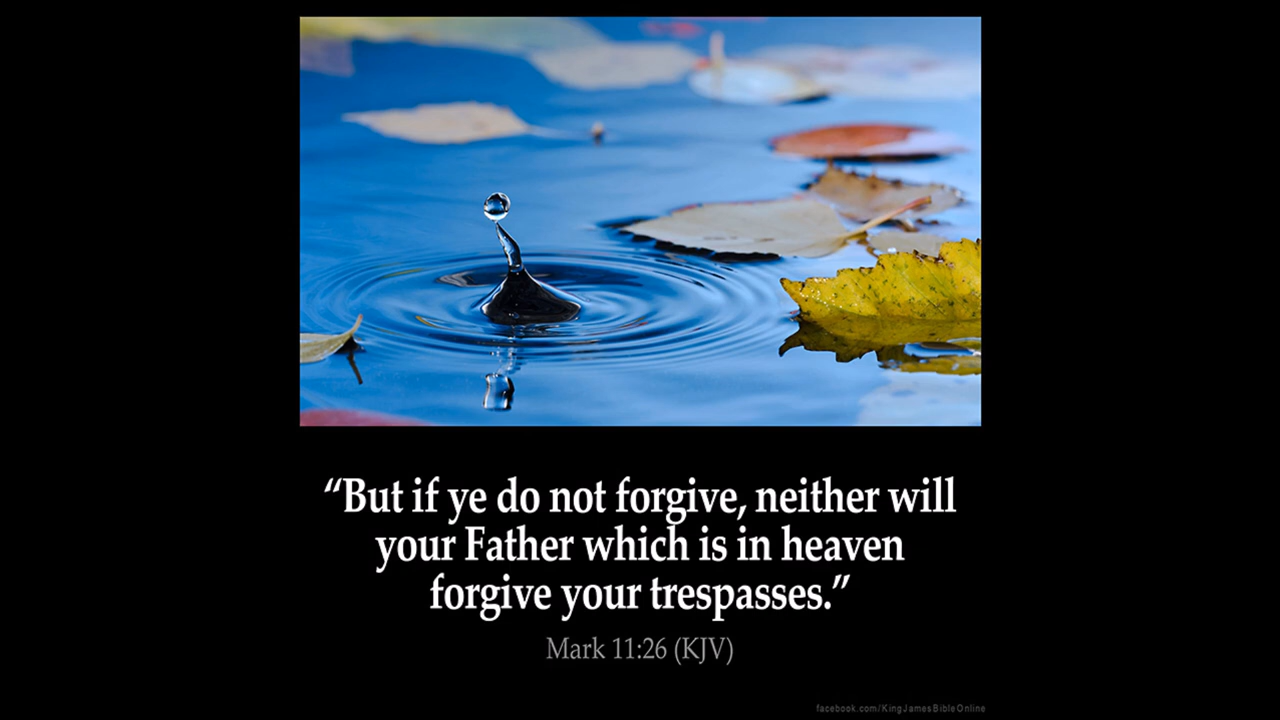 “But if ye do not forgive, neither will
your Father which is in heaven
forgive your trespasses.”
Mark 11:26 (KJV)
facebook.com/KingJamesBibleOnline